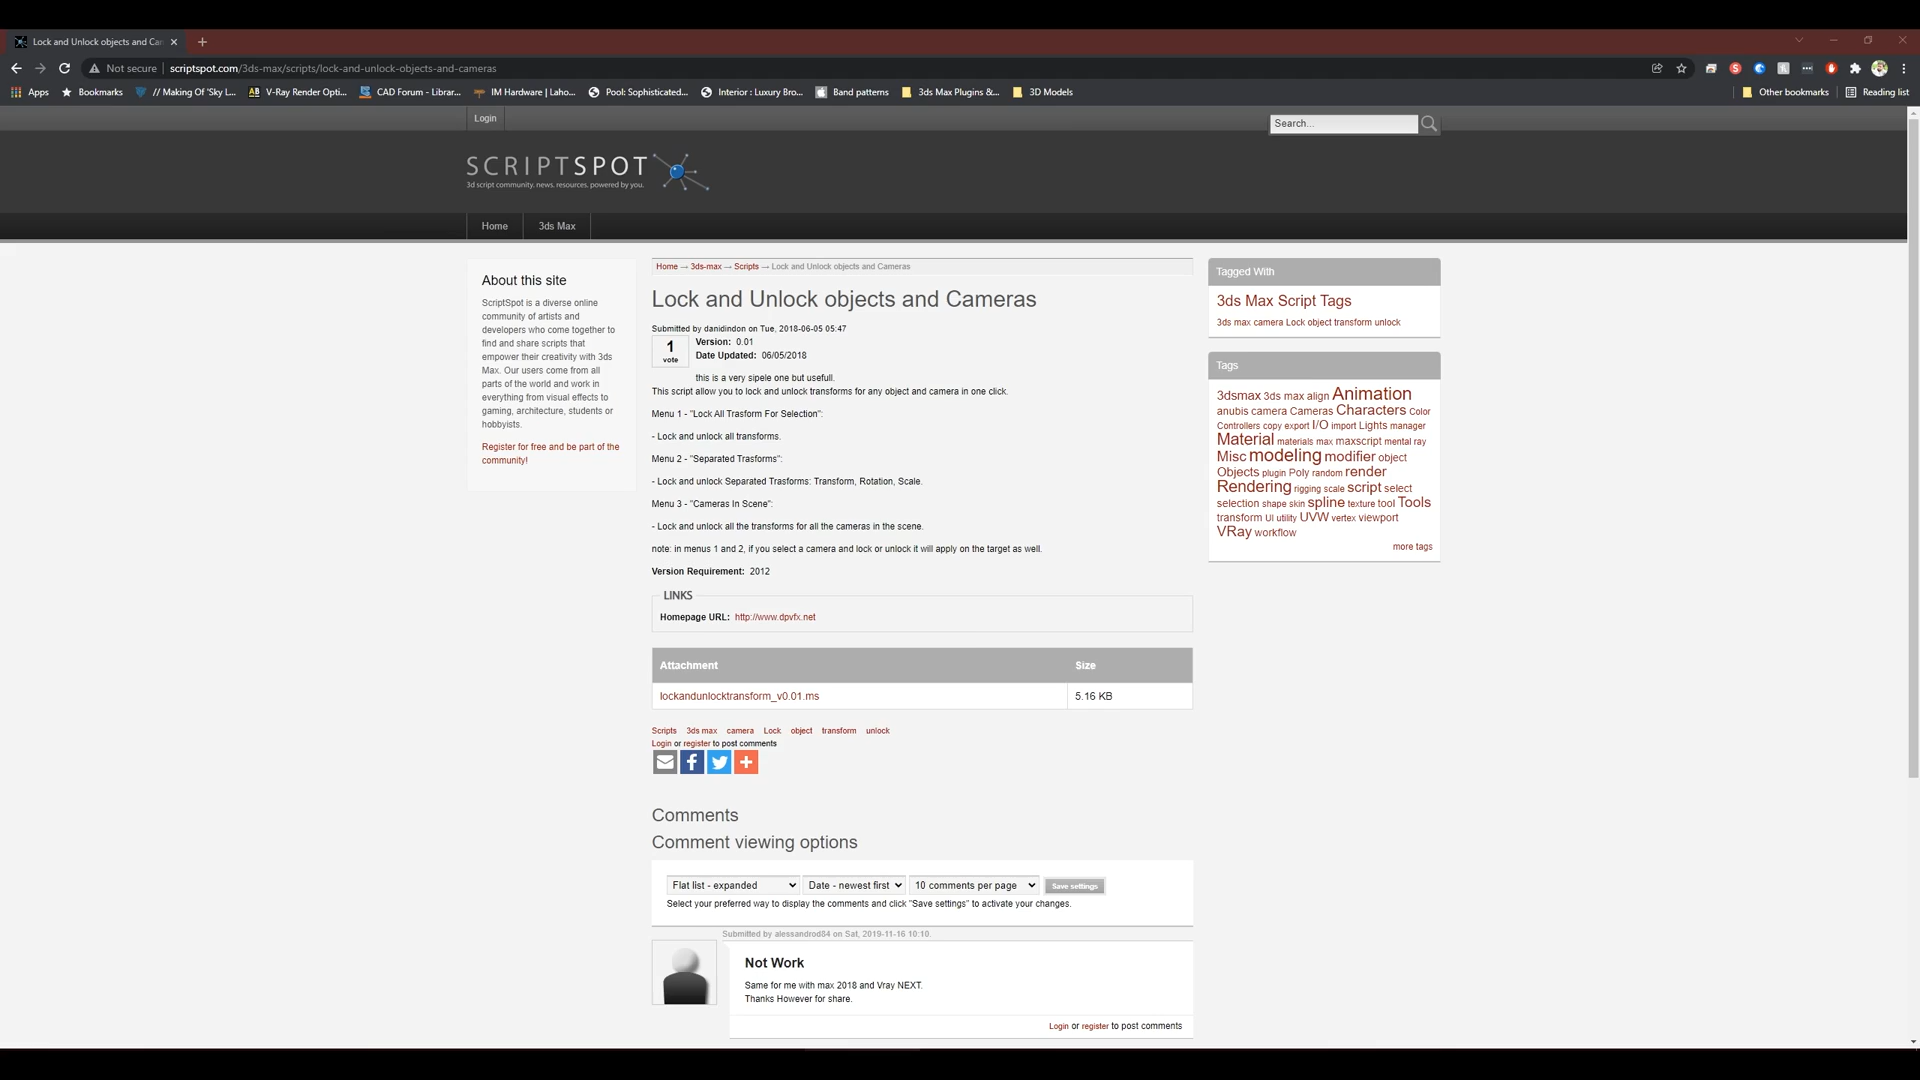 Lock and Unlock objects and Can
Not secure
scriptspot.com/3ds-max/scripts/lock-and-unlock-objects-and-cameras
Apps
Bookmarks
// Making Of 'Sky L...
V-Ray Render Opti...
CAD Forum - Librar...
IM Hardware | Laho...
Pool: Sophisticated...
Interior : Luxury Bro...
Band patterns
3ds Max Plugins &...
3D Models
Other bookmarks
Reading list
Login
Search...
SCRIPTSPOT
3d script community. news. resources. powered by you.
Home
3ds Max
About this site
ScriptSpot is a diverse online
community of artists and
developers who come together to
find and share scripts that
empower their creativity with 3ds
Max. Our users come from all
parts of the world and work in
everything from visual effects to
gaming, architecture, students or
hobbyists.
Register for free and be part of the
community!
Home → 3ds-max → Scripts → Lock and Unlock objects and Cameras
Lock and Unlock objects and Cameras
Submitted by danidindon on Tue, 2018-06-05 05:47
1
vote
Version: 0.01
Date Updated: 06/05/2018
this is a very sipele one but usefull.
This script allow you to lock and unlock transforms for any object and camera in one click.
Menu 1 - "Lock All Trasform For Selection":
- Lock and unlock all transforms.
Menu 2 - "Separated Trasforms":
- Lock and unlock Separated Trasforms: Transform, Rotation, Scale.
Menu 3 - "Cameras In Scene":
- Lock and unlock all the transforms for all the cameras in the scene.
note: in menus 1 and 2, if you select a camera and lock or unlock it will apply on the target as well.
Version Requirement: 2012
LINKS
Homepage URL: http://www.dpvfx.net
Attachment Size
lockandunlocktransform_v0.01.ms 5.16 KB
Scripts 3ds max camera Lock object transform unlock
Login or register to post comments
Comments
Comment viewing options
Flat list - expanded Date - newest first 10 comments per page Save settings
Select your preferred way to display the comments and click "Save settings" to activate your changes.
Submitted by alessandrod84 on Sat, 2019-11-16 10:10.
Not Work
Same for me with max 2018 and Vray NEXT.
Thanks However for share.
Login or register to post comments
Tagged With
3ds Max Script Tags
3ds max camera Lock object transform unlock
Tags
3dsmax 3ds max align Animation
anubis camera Cameras Characters Color
Controllers copy export I/O import Lights manager
Material materials max maxscript mental ray
Misc modeling modifier object
Objects plugin Poly random render
Rendering rigging scale script select
selection shape skin spline texture tool Tools
transform UI utility UVW vertex viewport
VRay workflow
more tags